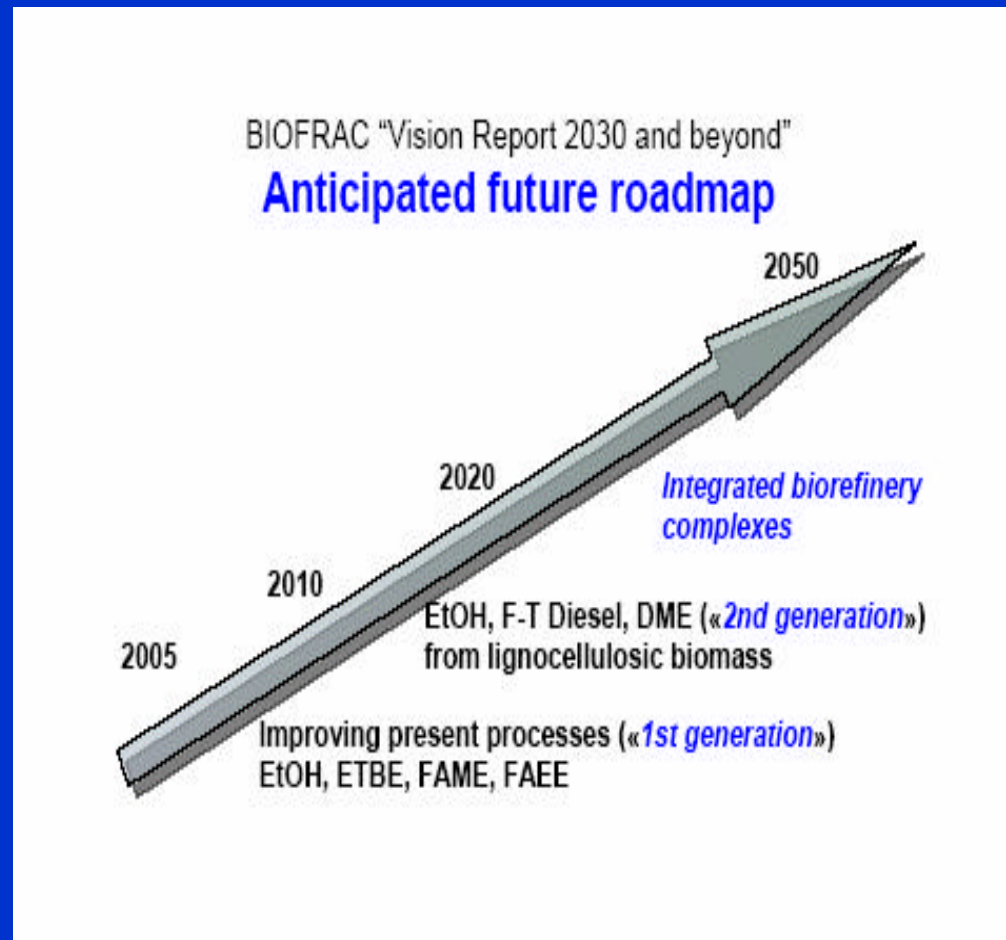 BIOFRAC “Vision Report 2030 and beyond”
Anticipated future roadmap
2050
2020
Integrated biorefinery
complexes
2010
EtOH, F-T Diesel, DME («2nd generation»)
from lignocellulosic biomass
2005
Improving present processes («1st generation»)
EtOH, ETBE, FAME, FAEE